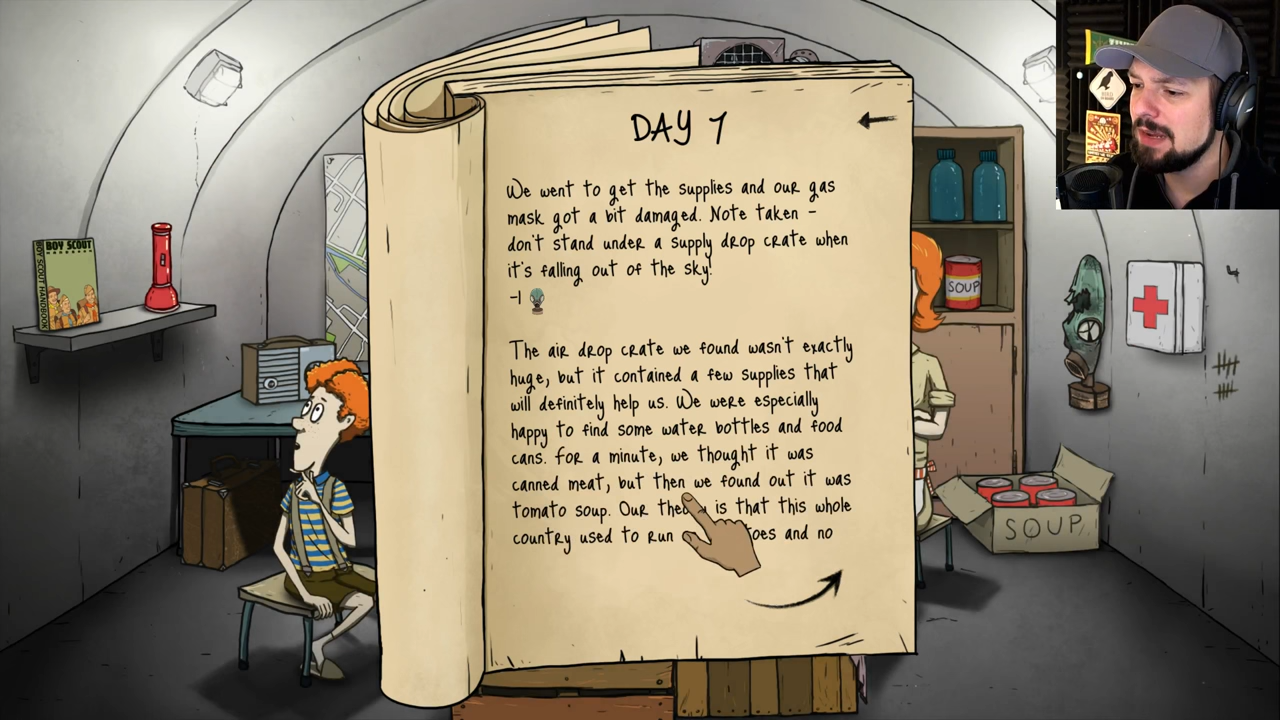 DAY 7
We went to get the supplies and our gas
mask got a bit damaged. Note taken -
don't stand under a supply drop crate when
it's falling out of the sky!
-1
The air drop crate we found wasn't exactly
huge, but it contained a few supplies that
will definitely help us. We were especially
happy to find some water bottles and food
cans. For a minute, we thought it was
canned meat, but then we found out it was
tomato soup. Our is that this whole
country used to run and no
BOY SCOUT
BOY SCOUT HANDBOOK
SOUP
SOUP